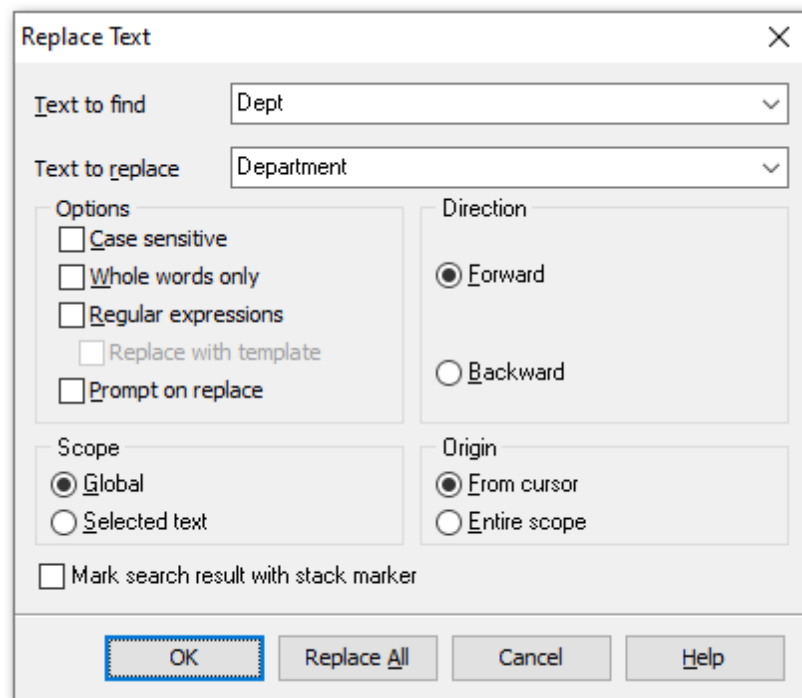 Replace Text
Text to find Dept
Text to replace Department
Options
Case sensitive
Whole words only
Regular expressions
Replace with template
Prompt on replace
Direction
Forward
Backward
Scope
Global
Selected text
Origin
From cursor
Entire scope
Mark search result with stack marker
OK Replace All Cancel Help